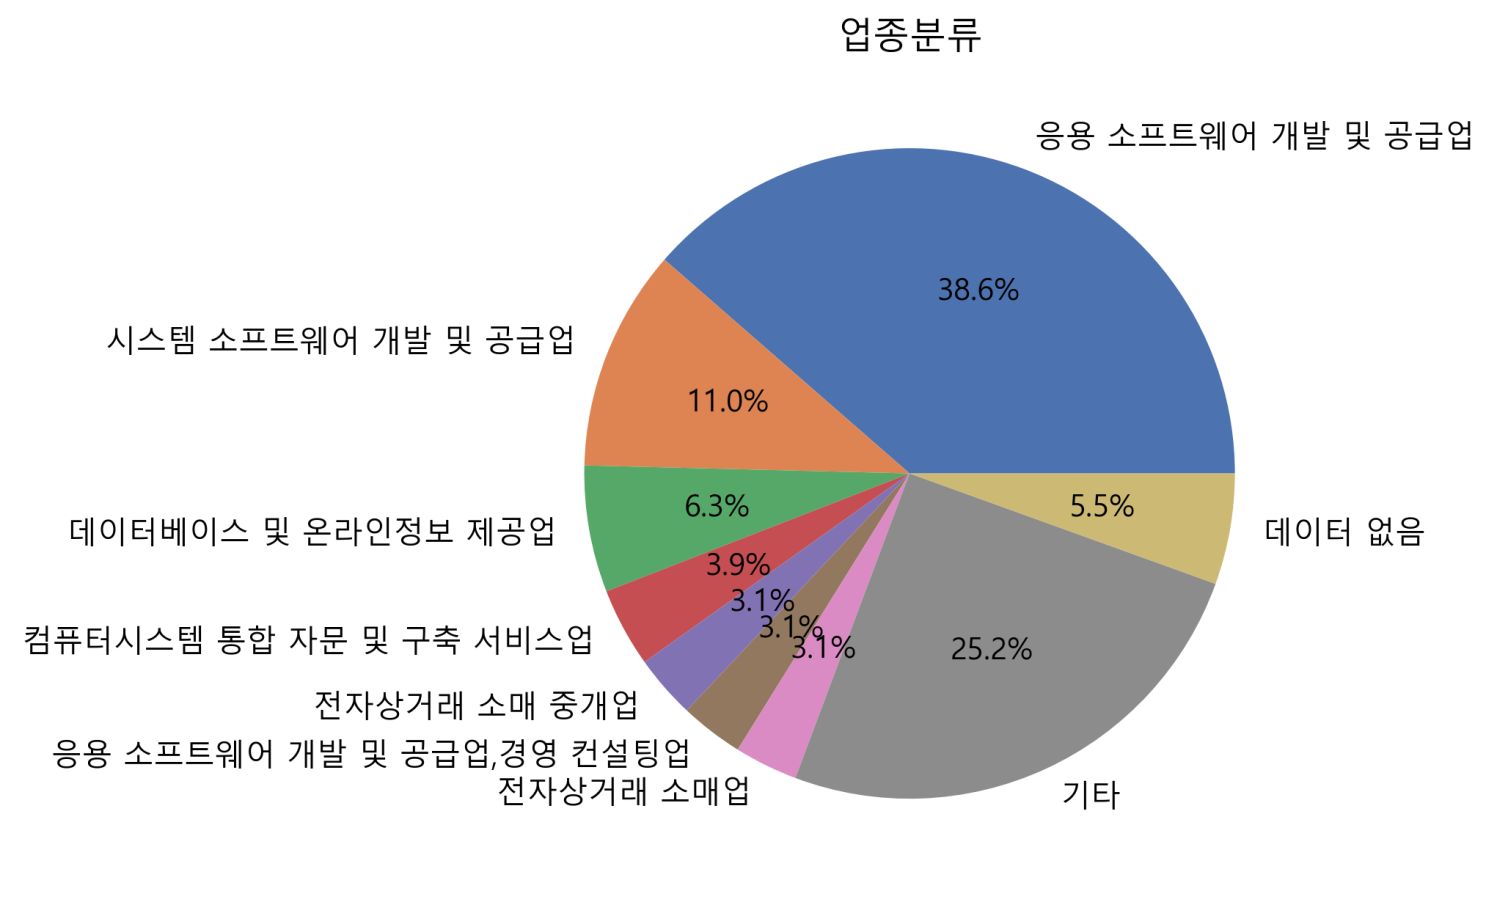 업종분류
응용 소프트웨어 개발 및 공급업
38.6%
시스템 소프트웨어 개발 및 공급업
11.0%
데이터베이스 및 온라인정보 제공업
6.3%
컴퓨터시스템 통합 자문 및 구축 서비스업
3.9%
전자상거래 소매 중개업
3.1%
응용 소프트웨어 개발 및 공급업,경영 컨설팅업
3.1%
전자상거래 소매업
3.1%
기타
25.2%
데이터 없음
5.5%